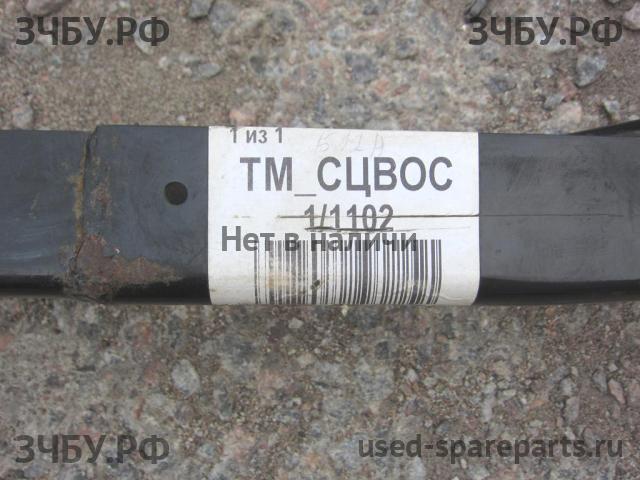 ЗЧБУ.РФ ЗЧБУ.РФ
1 из 1
ТМ_СЦВОС
1/1102
Нет в наличи
ЗЧБУ.РФ used-spareparts.ru